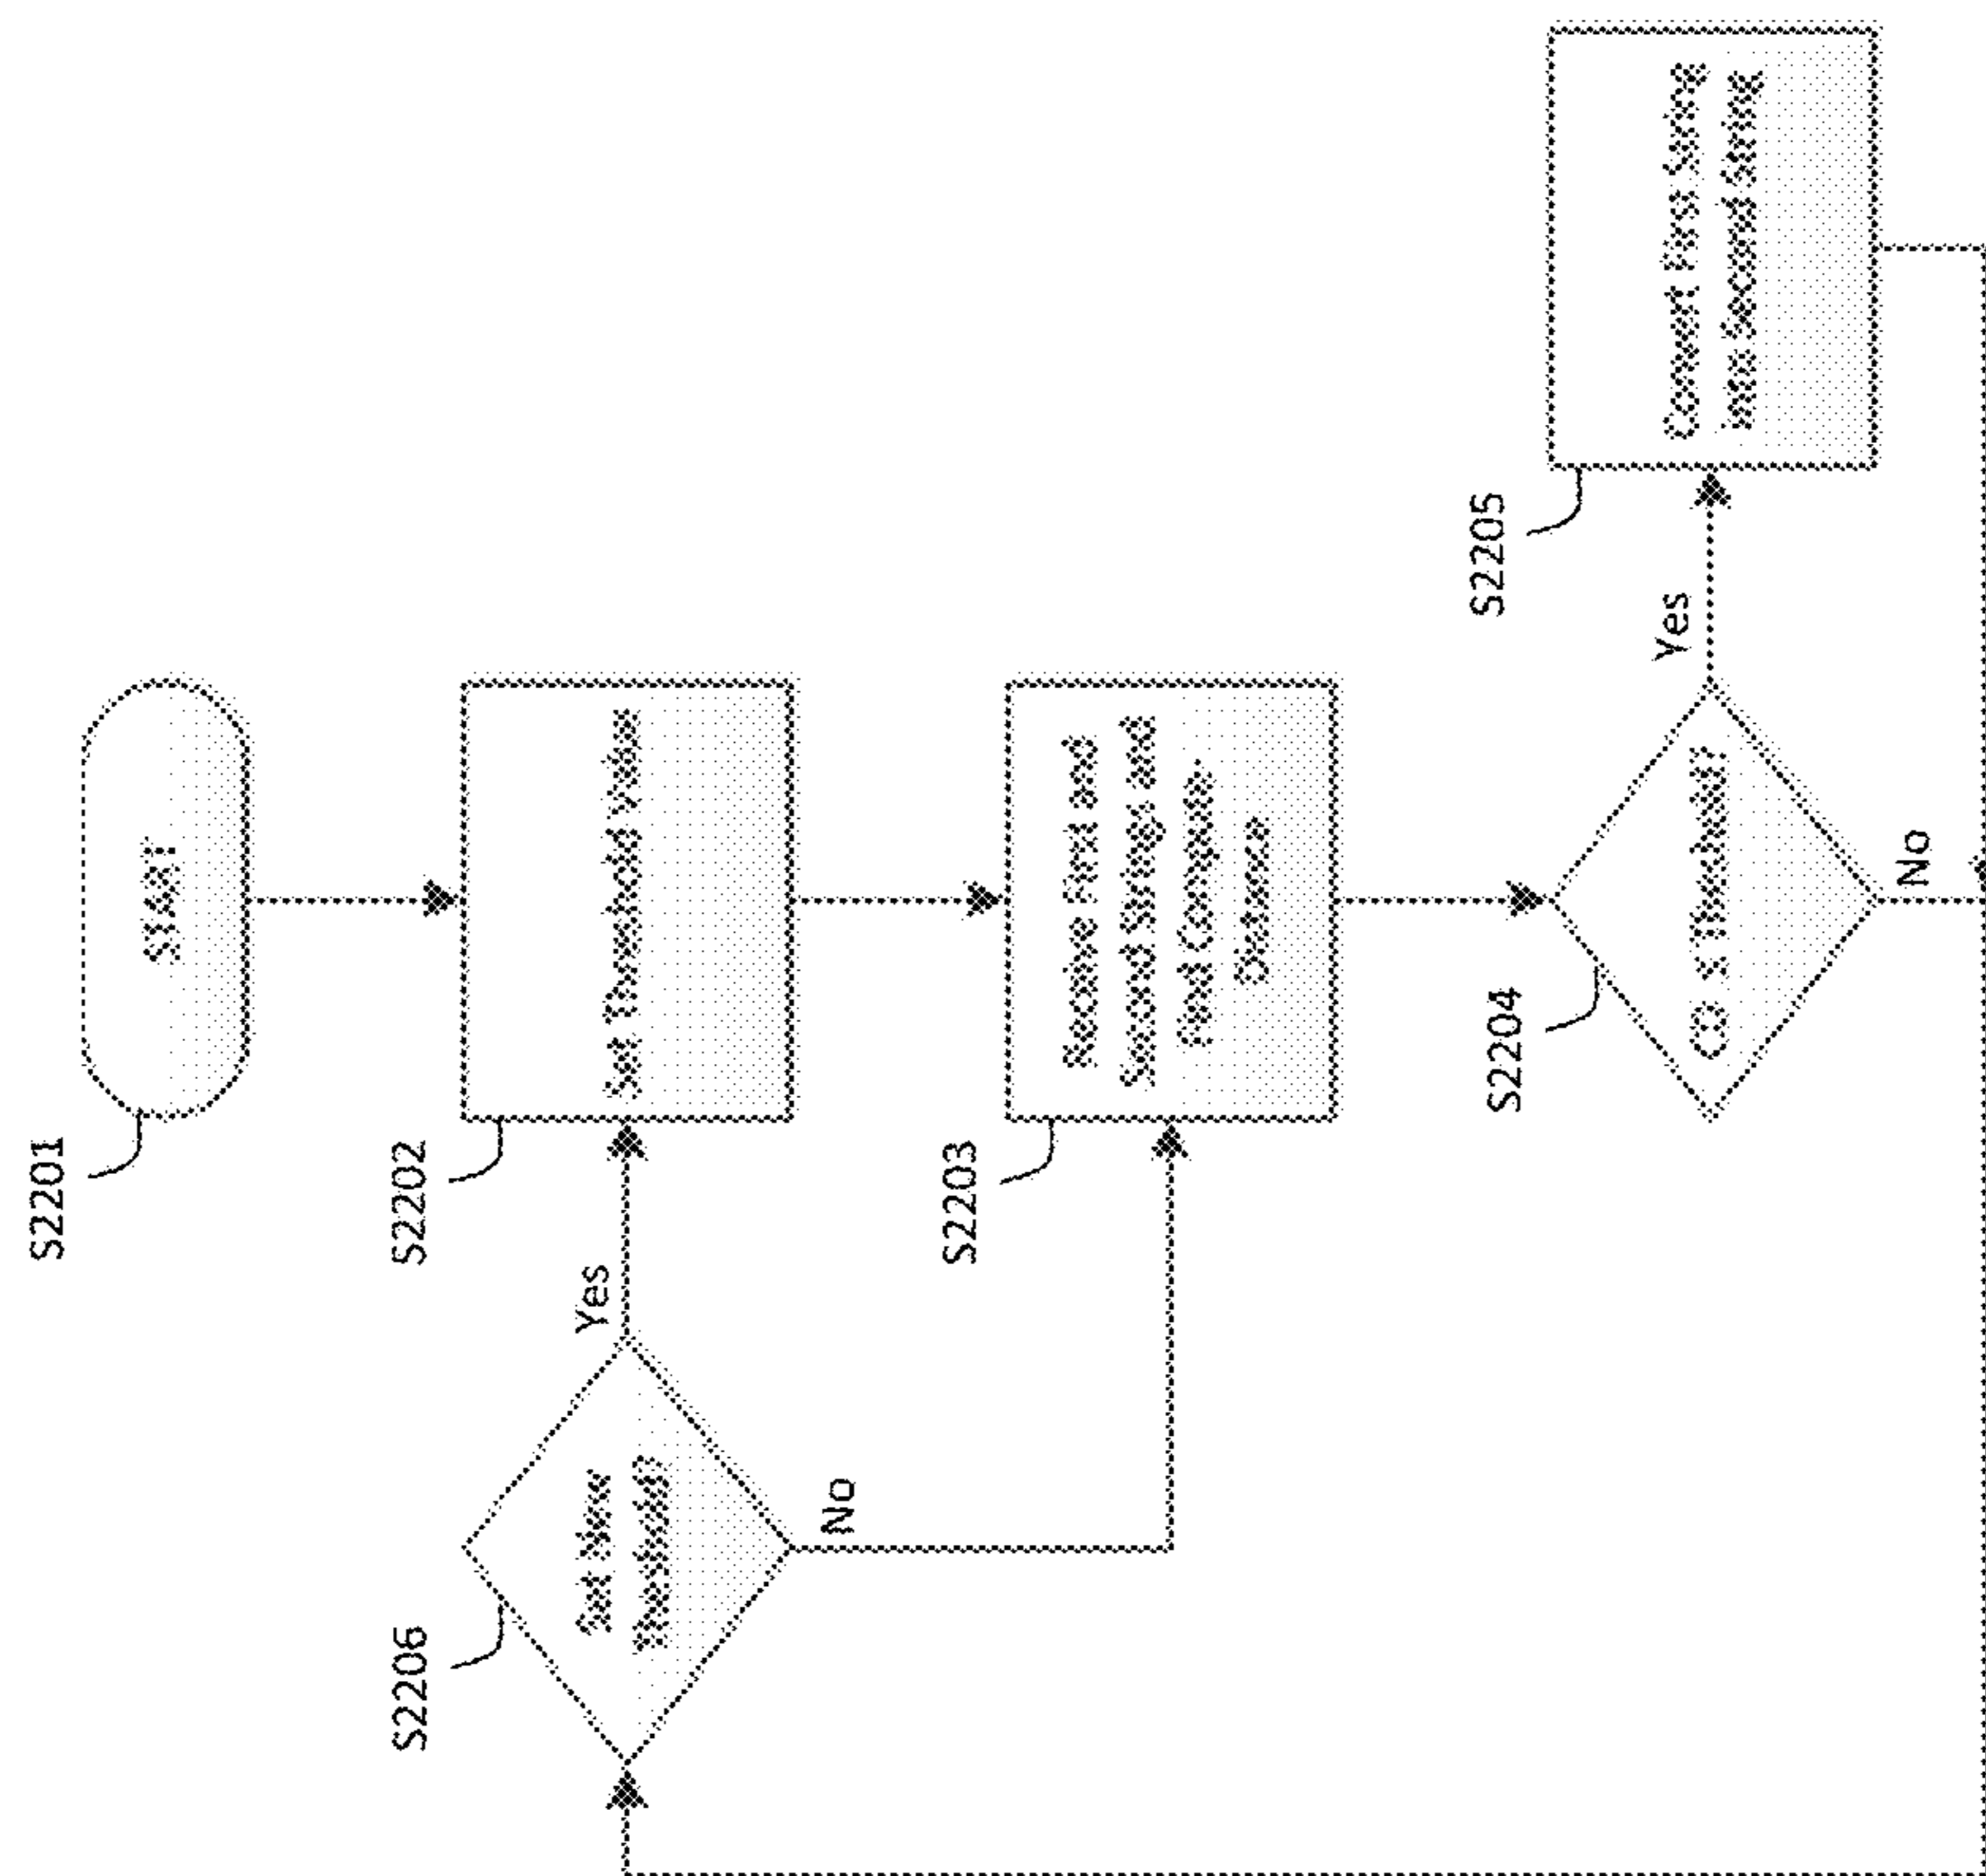 S2201
START
S2202
Set Threshold Value
S2206
Set New
Threshold?
Yes
No
S2203
Receive First and
Second Strings and
Find Compute
Distance
S2204
≤ Threshold?
Yes
No
S2205
Convert First String
into Second String